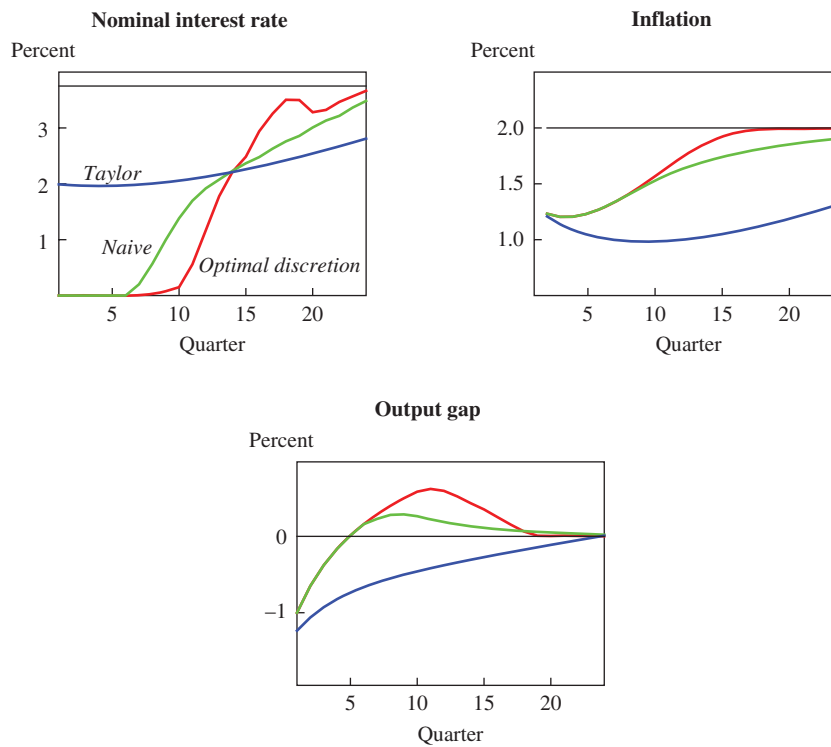 Nominal interest rate
Percent
3
2
1
Taylor
Naive
Optimal discretion
5 10 15 20
Quarter
Inflation
Percent
2.0
1.5
1.0
5 10 15 20
Quarter
Output gap
Percent
0
–1
5 10 15 20
Quarter